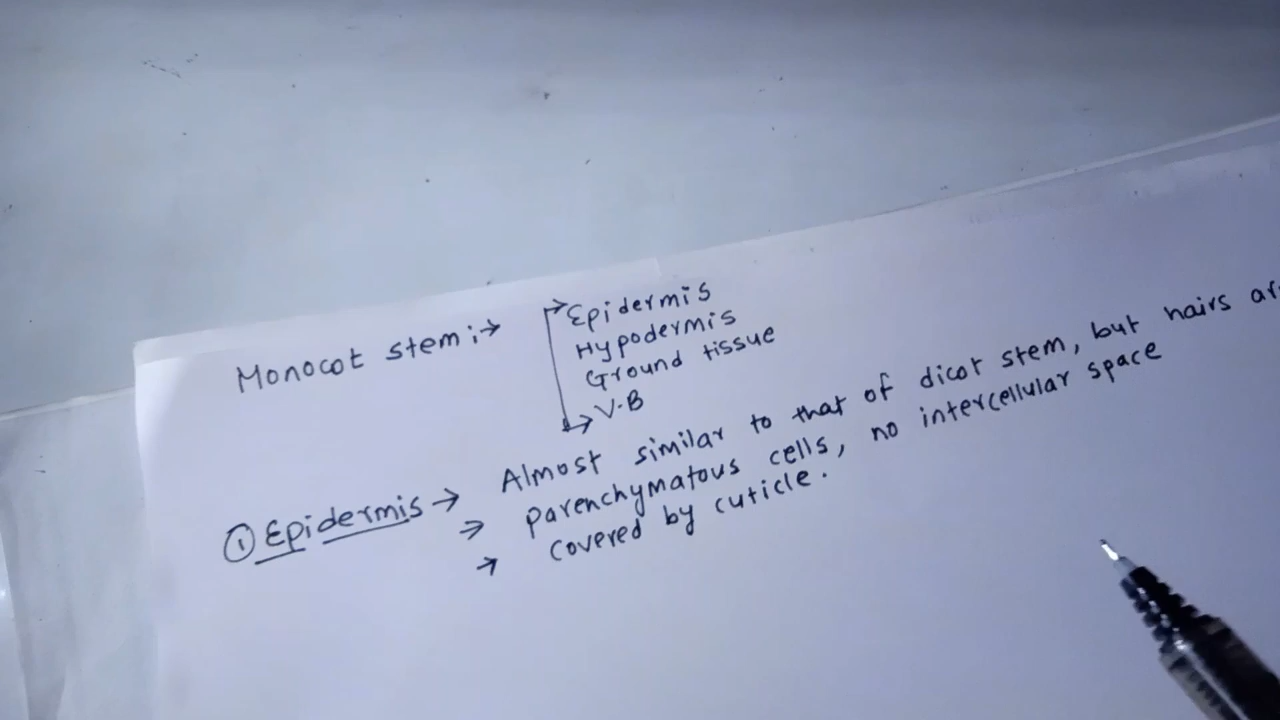 Monocot stem :→
→ Epidermis
Hypodermis
Ground tissue
→ V.B
① Epidermis → Almost similar to that of dicot stem, but hairs
→ parenchymatous cells, no intercellular space
→ covered by cuticle.